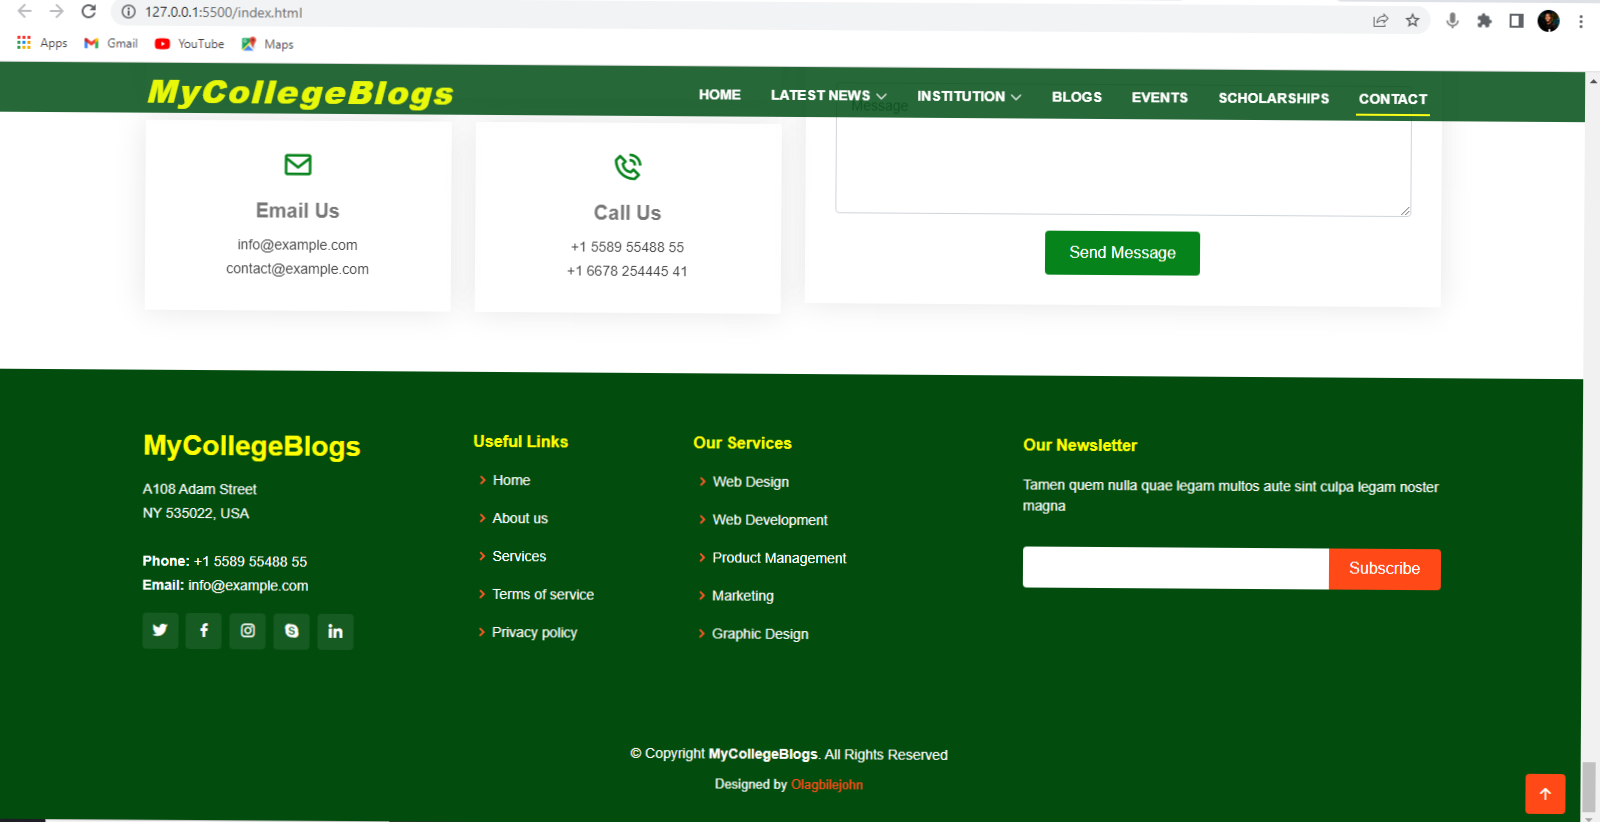 127.0.0.1:5500/index.html
Apps Gmail YouTube Maps
MyCollegeBlogs
HOME LATEST NEWS INSTITUTION BLOGS EVENTS SCHOLARSHIPS CONTACT
Message
Email Us
info@example.com
contact@example.com
Call Us
+1 5589 55488 55
+1 6678 254445 41
Send Message
MyCollegeBlogs
A108 Adam Street
NY 535022, USA
Phone: +1 5589 55488 55
Email: info@example.com
Useful Links
Home
About us
Services
Terms of service
Privacy policy
Our Services
Web Design
Web Development
Product Management
Marketing
Graphic Design
Our Newsletter
Tamen quem nulla quae legam multos aute sint culpa legam noster
magna
Subscribe
© Copyright MyCollegeBlogs. All Rights Reserved
Designed by Olagbilejohn